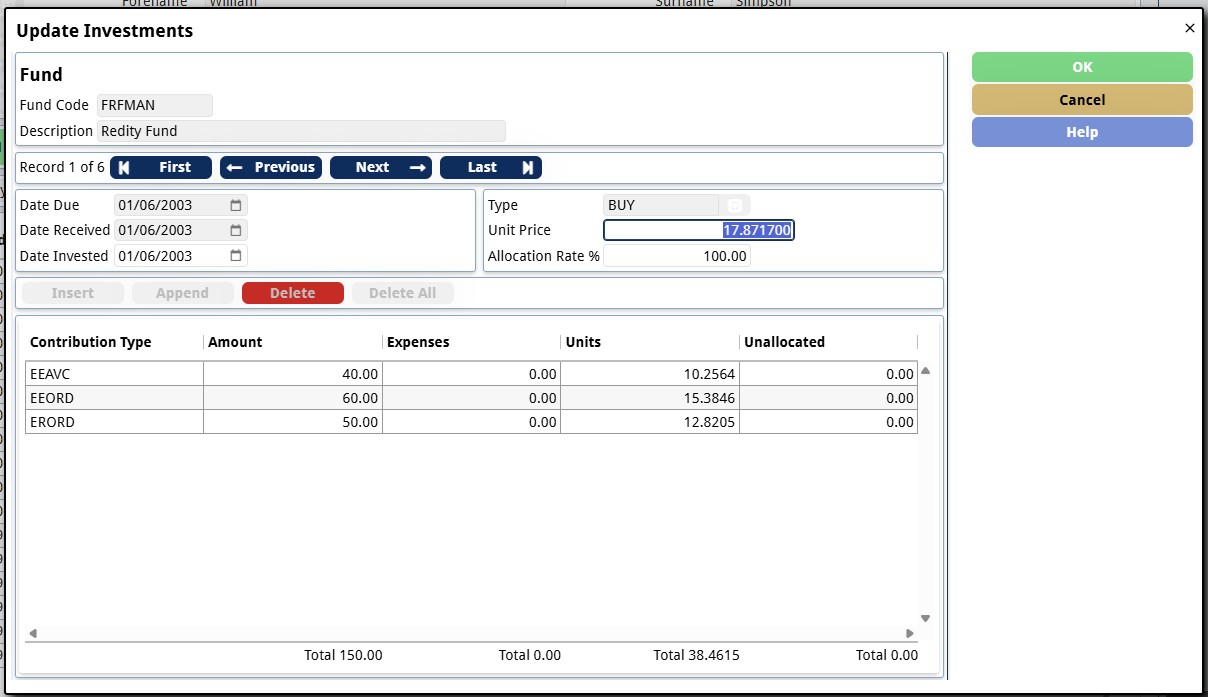 Forename William Surname Simpson
Update Investments
Fund
Fund Code FRFMAN
Description Redity Fund
Record 1 of 6 First Previous Next Last
Date Due 01/06/2003
Date Received 01/06/2003
Date Invested 01/06/2003
Type BUY
Unit Price 17.871700
Allocation Rate % 100.00
Insert Append Delete Delete All
Contribution Type Amount Expenses Units Unallocated
EEAVC 40.00 0.00 10.2564 0.00
EEORD 60.00 0.00 15.3846 0.00
ERORD 50.00 0.00 12.8205 0.00
Total 150.00 Total 0.00 Total 38.4615 Total 0.00
OK
Cancel
Help